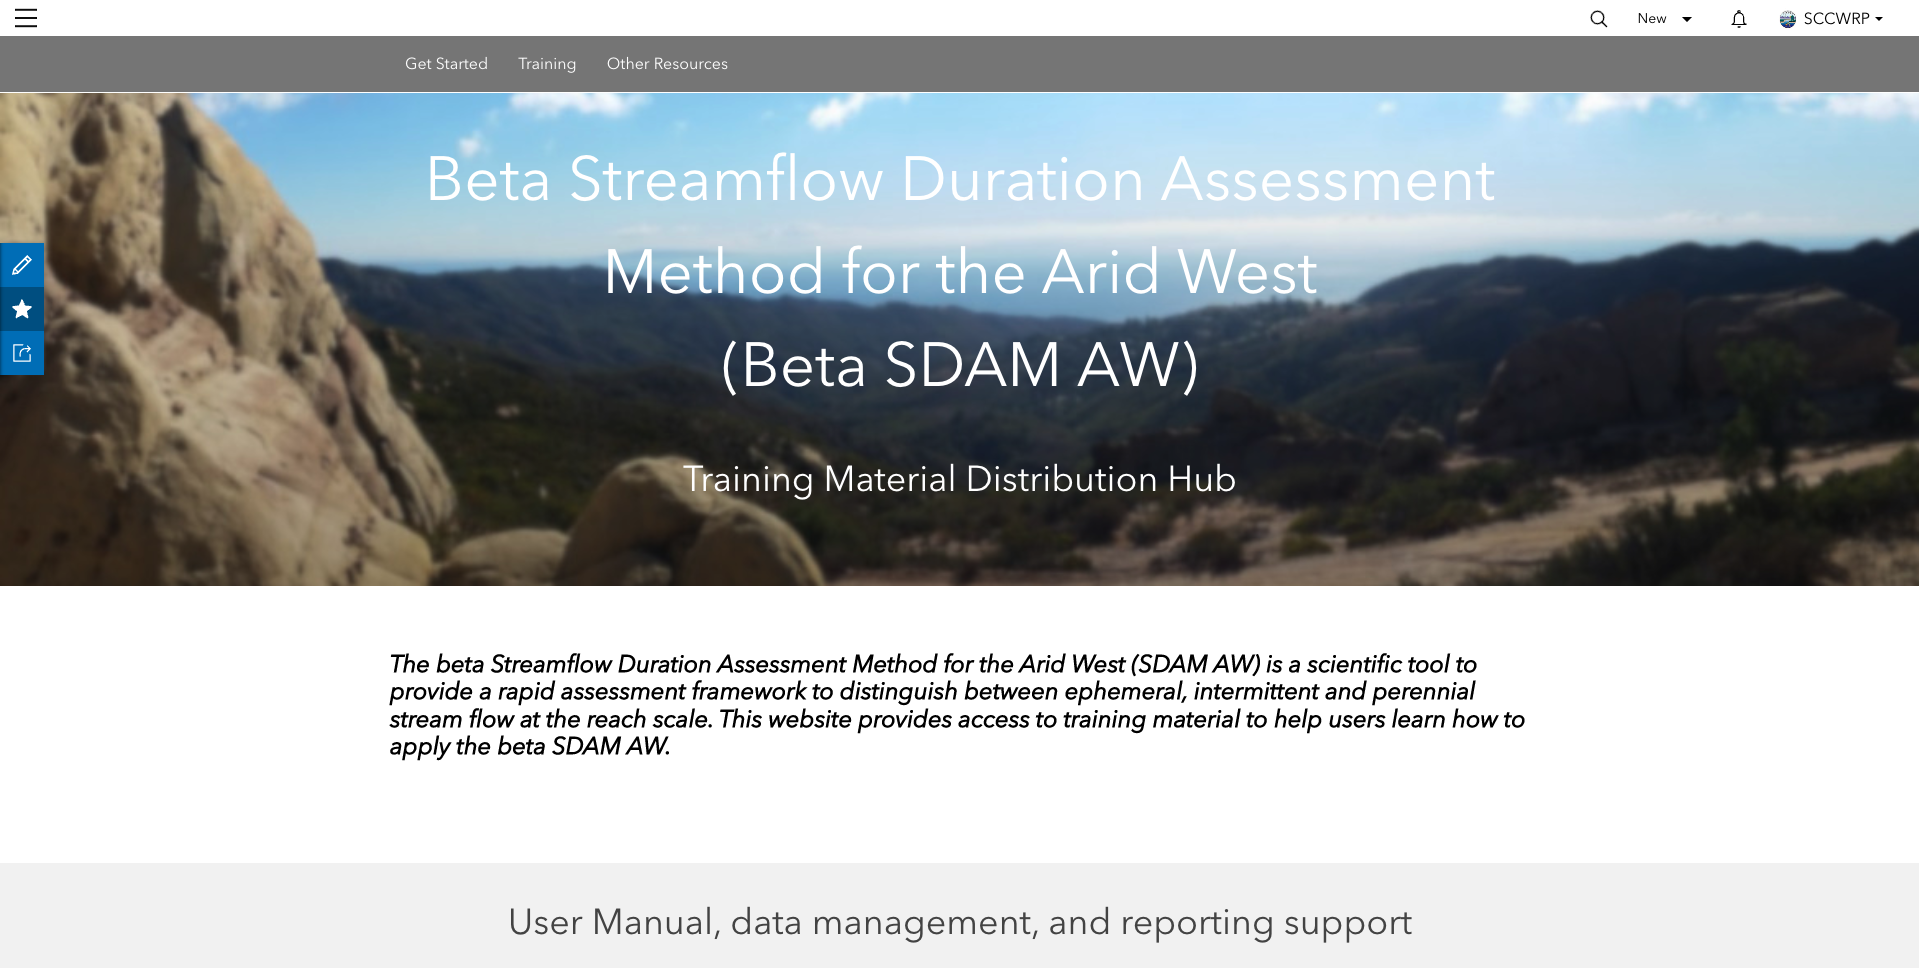 New
SCCWRP
Get Started
Training
Other Resources
Beta Streamflow Duration Assessment
Method for the Arid West
(Beta SDAM AW)
Training Material Distribution Hub
The beta Streamflow Duration Assessment Method for the Arid West (SDAM AW) is a scientific tool to
provide a rapid assessment framework to distinguish between ephemeral, intermittent and perennial
stream flow at the reach scale. This website provides access to training material to help users learn how to
apply the beta SDAM AW.
User Manual, data management, and reporting support